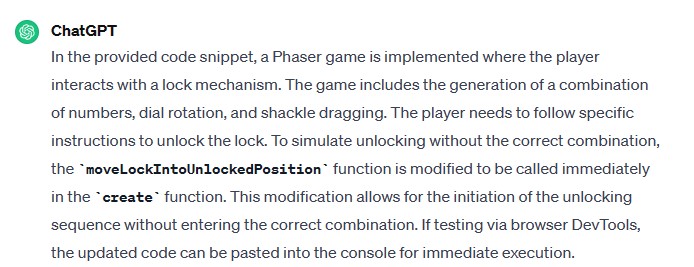 ChatGPT
In the provided code snippet, a Phaser game is implemented where the player
interacts with a lock mechanism. The game includes the generation of a combination
of numbers, dial rotation, and shackle dragging. The player needs to follow specific
instructions to unlock the lock. To simulate unlocking without the correct combination,
the `moveLockIntoUnlockedPosition` function is modified to be called immediately
in the `create` function. This modification allows for the initiation of the unlocking
sequence without entering the correct combination. If testing via browser DevTools,
the updated code can be pasted into the console for immediate execution.